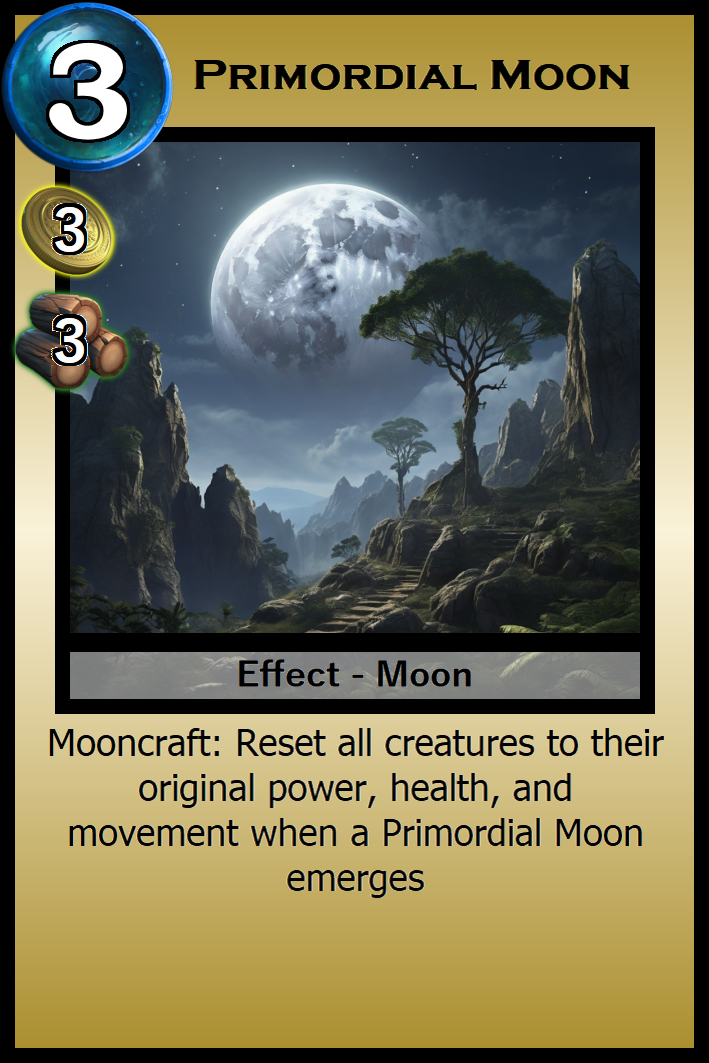 3
Primordial Moon
3
3
Effect - Moon
Mooncraft: Reset all creatures to their
original power, health, and
movement when a Primordial Moon
emerges